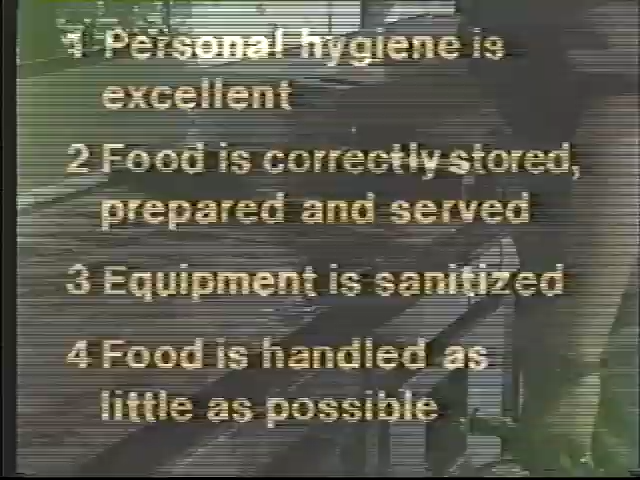 1 Personal hygiene is
excellent
2 Food is correctly stored,
prepared and served
3 Equipment is sanitized
4 Food is handled as
little as possible